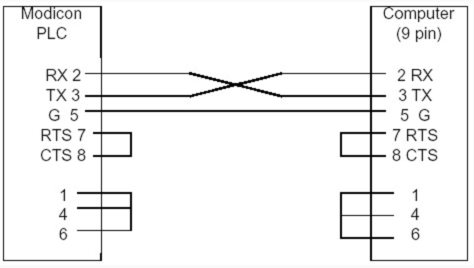 Modicon
PLC
RX 2
TX 3
G 5
RTS 7
CTS 8
1
4
6
Computer
(9 pin)
2 RX
3 TX
5 G
7 RTS
8 CTS
1
4
6